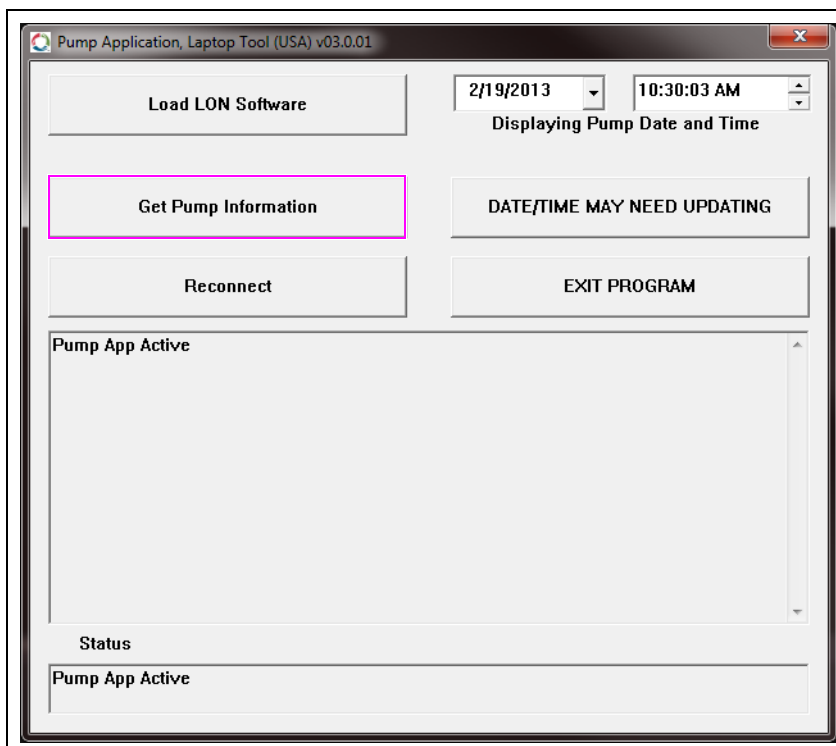 Pump Application, Laptop Tool (USA) v03.0.01
Load LON Software
2/19/2013
10:30:03 AM
Displaying Pump Date and Time
Get Pump Information
DATE/TIME MAY NEED UPDATING
Reconnect
EXIT PROGRAM
Pump App Active
Status
Pump App Active